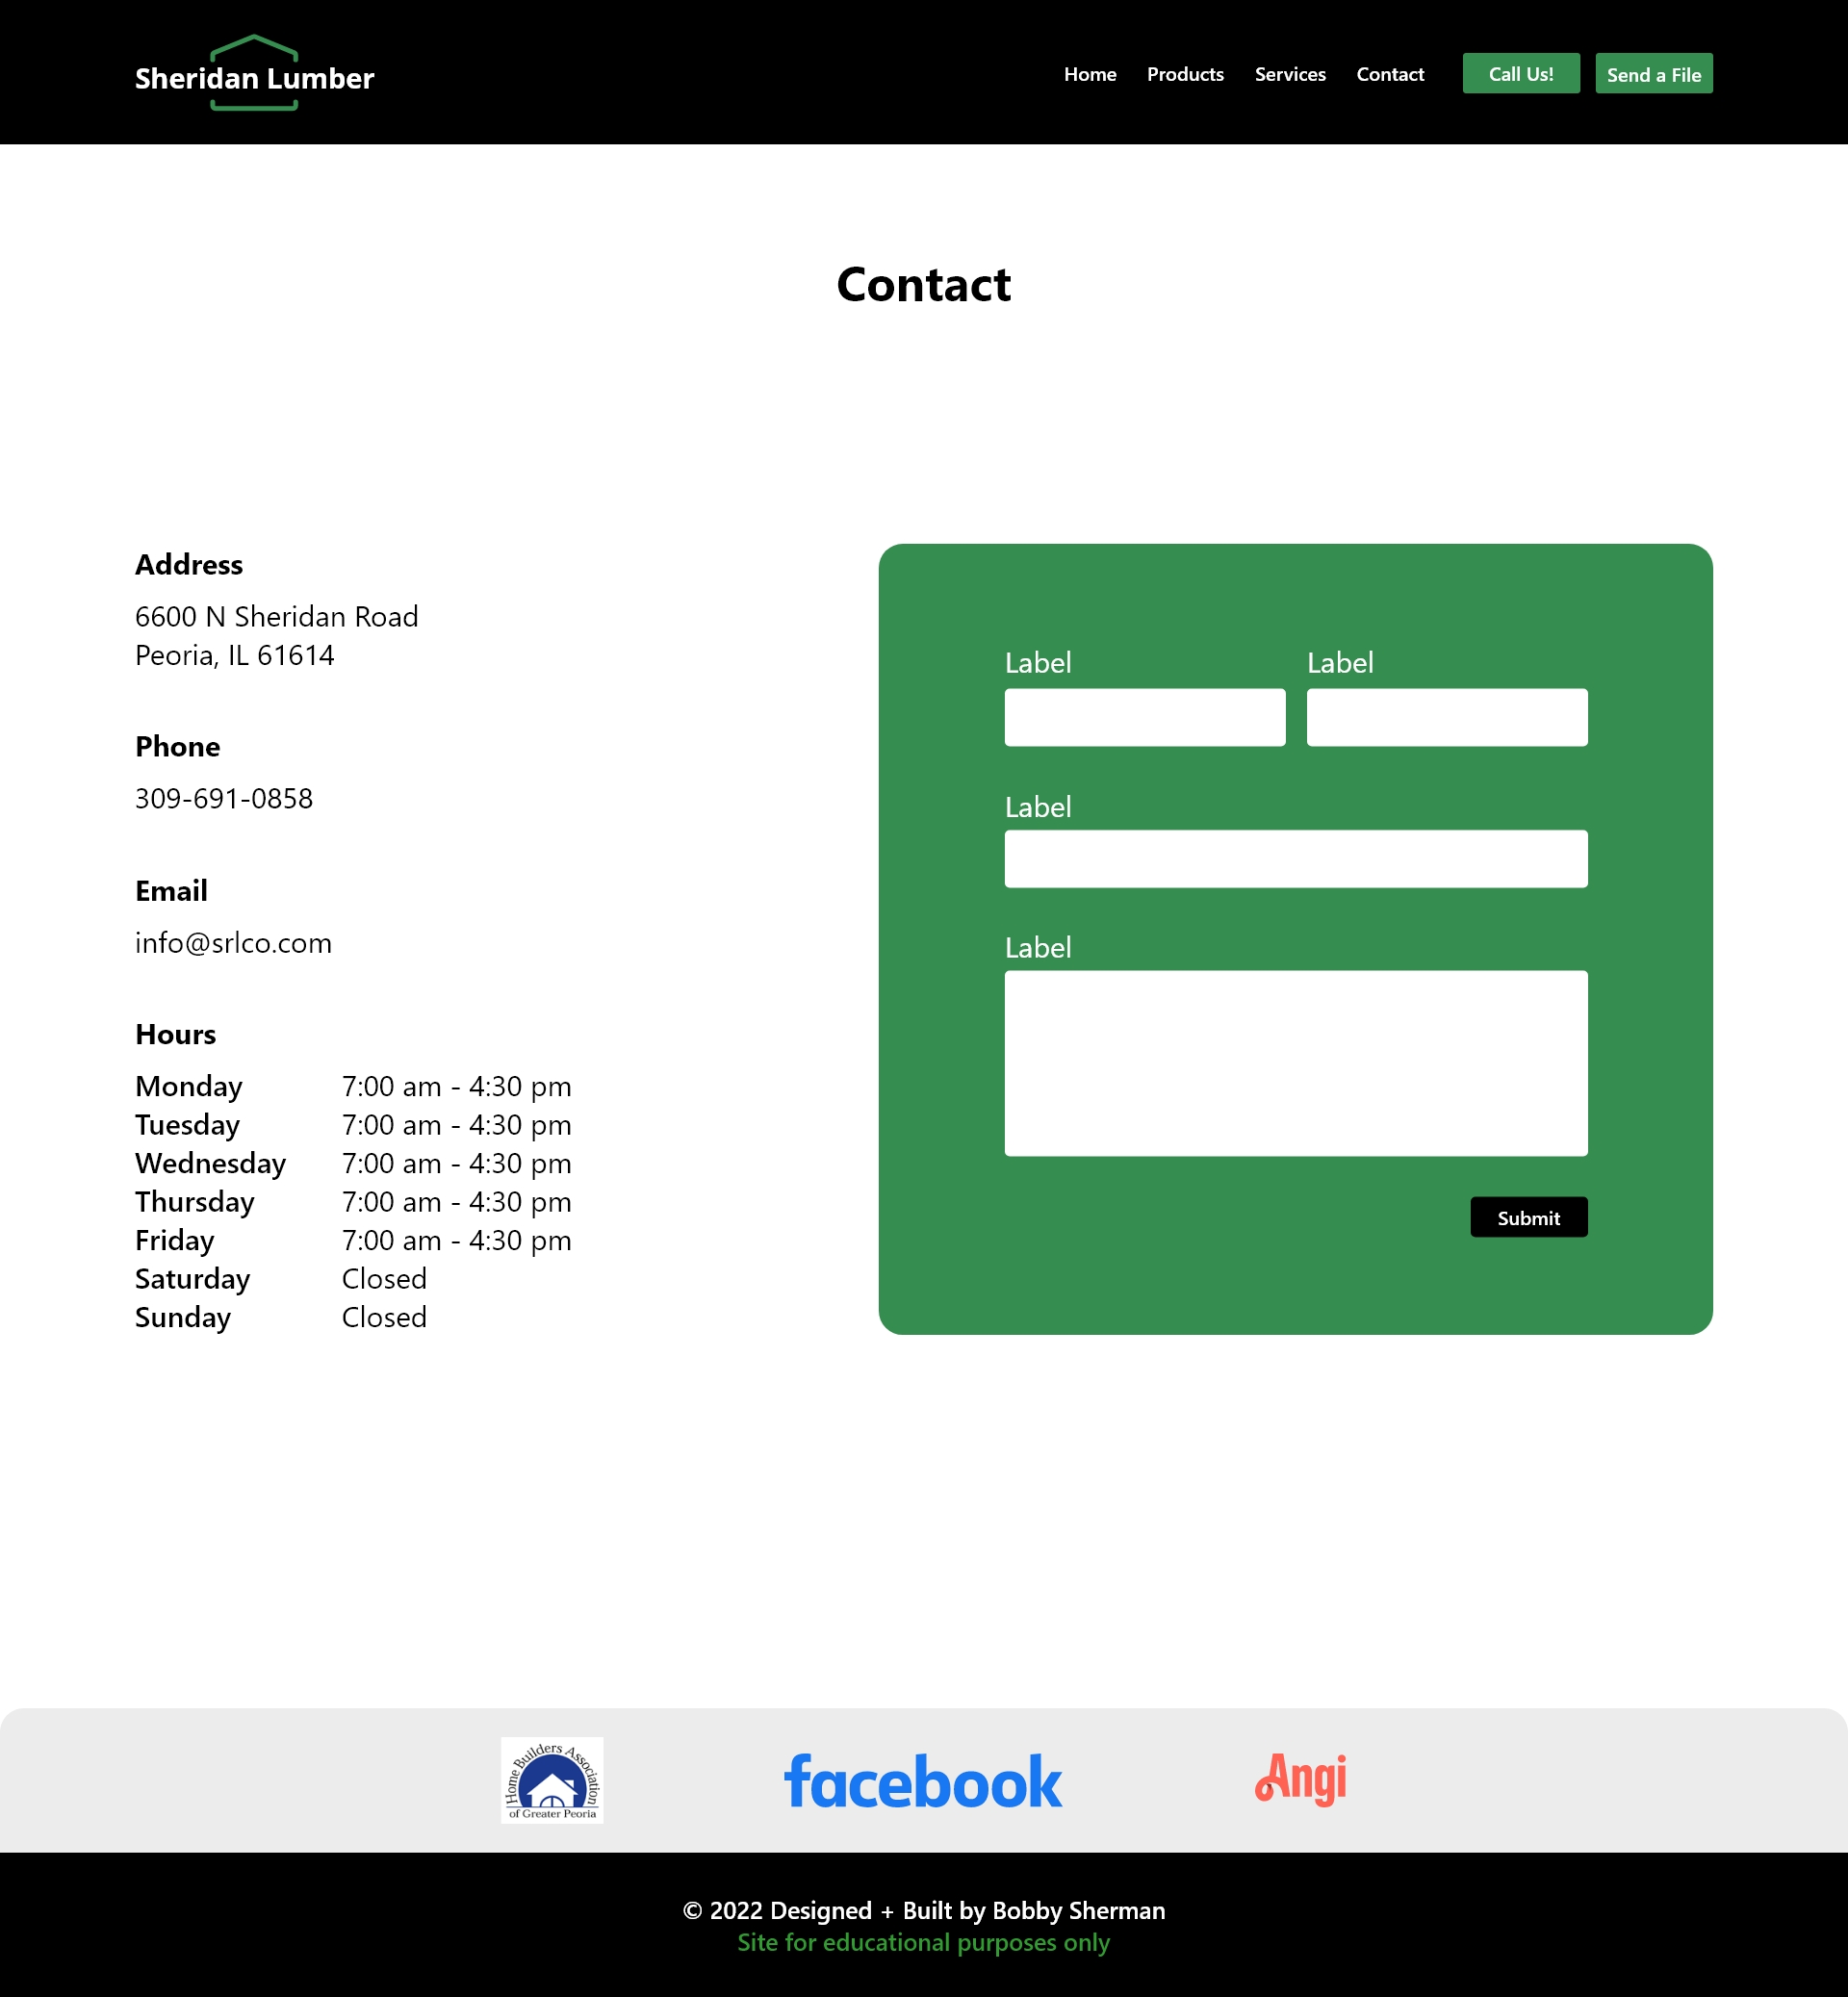 Sheridan Lumber
Home Products Services Contact Call Us! Send a File
Contact
Address
6600 N Sheridan Road
Peoria, IL 61614
Phone
309-691-0858
Email
info@srlco.com
Hours
Monday 7:00 am - 4:30 pm
Tuesday 7:00 am - 4:30 pm
Wednesday 7:00 am - 4:30 pm
Thursday 7:00 am - 4:30 pm
Friday 7:00 am - 4:30 pm
Saturday Closed
Sunday Closed
Label Label
Label
Label
Submit
Home Builders Association
of Greater Peoria
facebook
Angi
© 2022 Designed + Built by Bobby Sherman
Site for educational purposes only